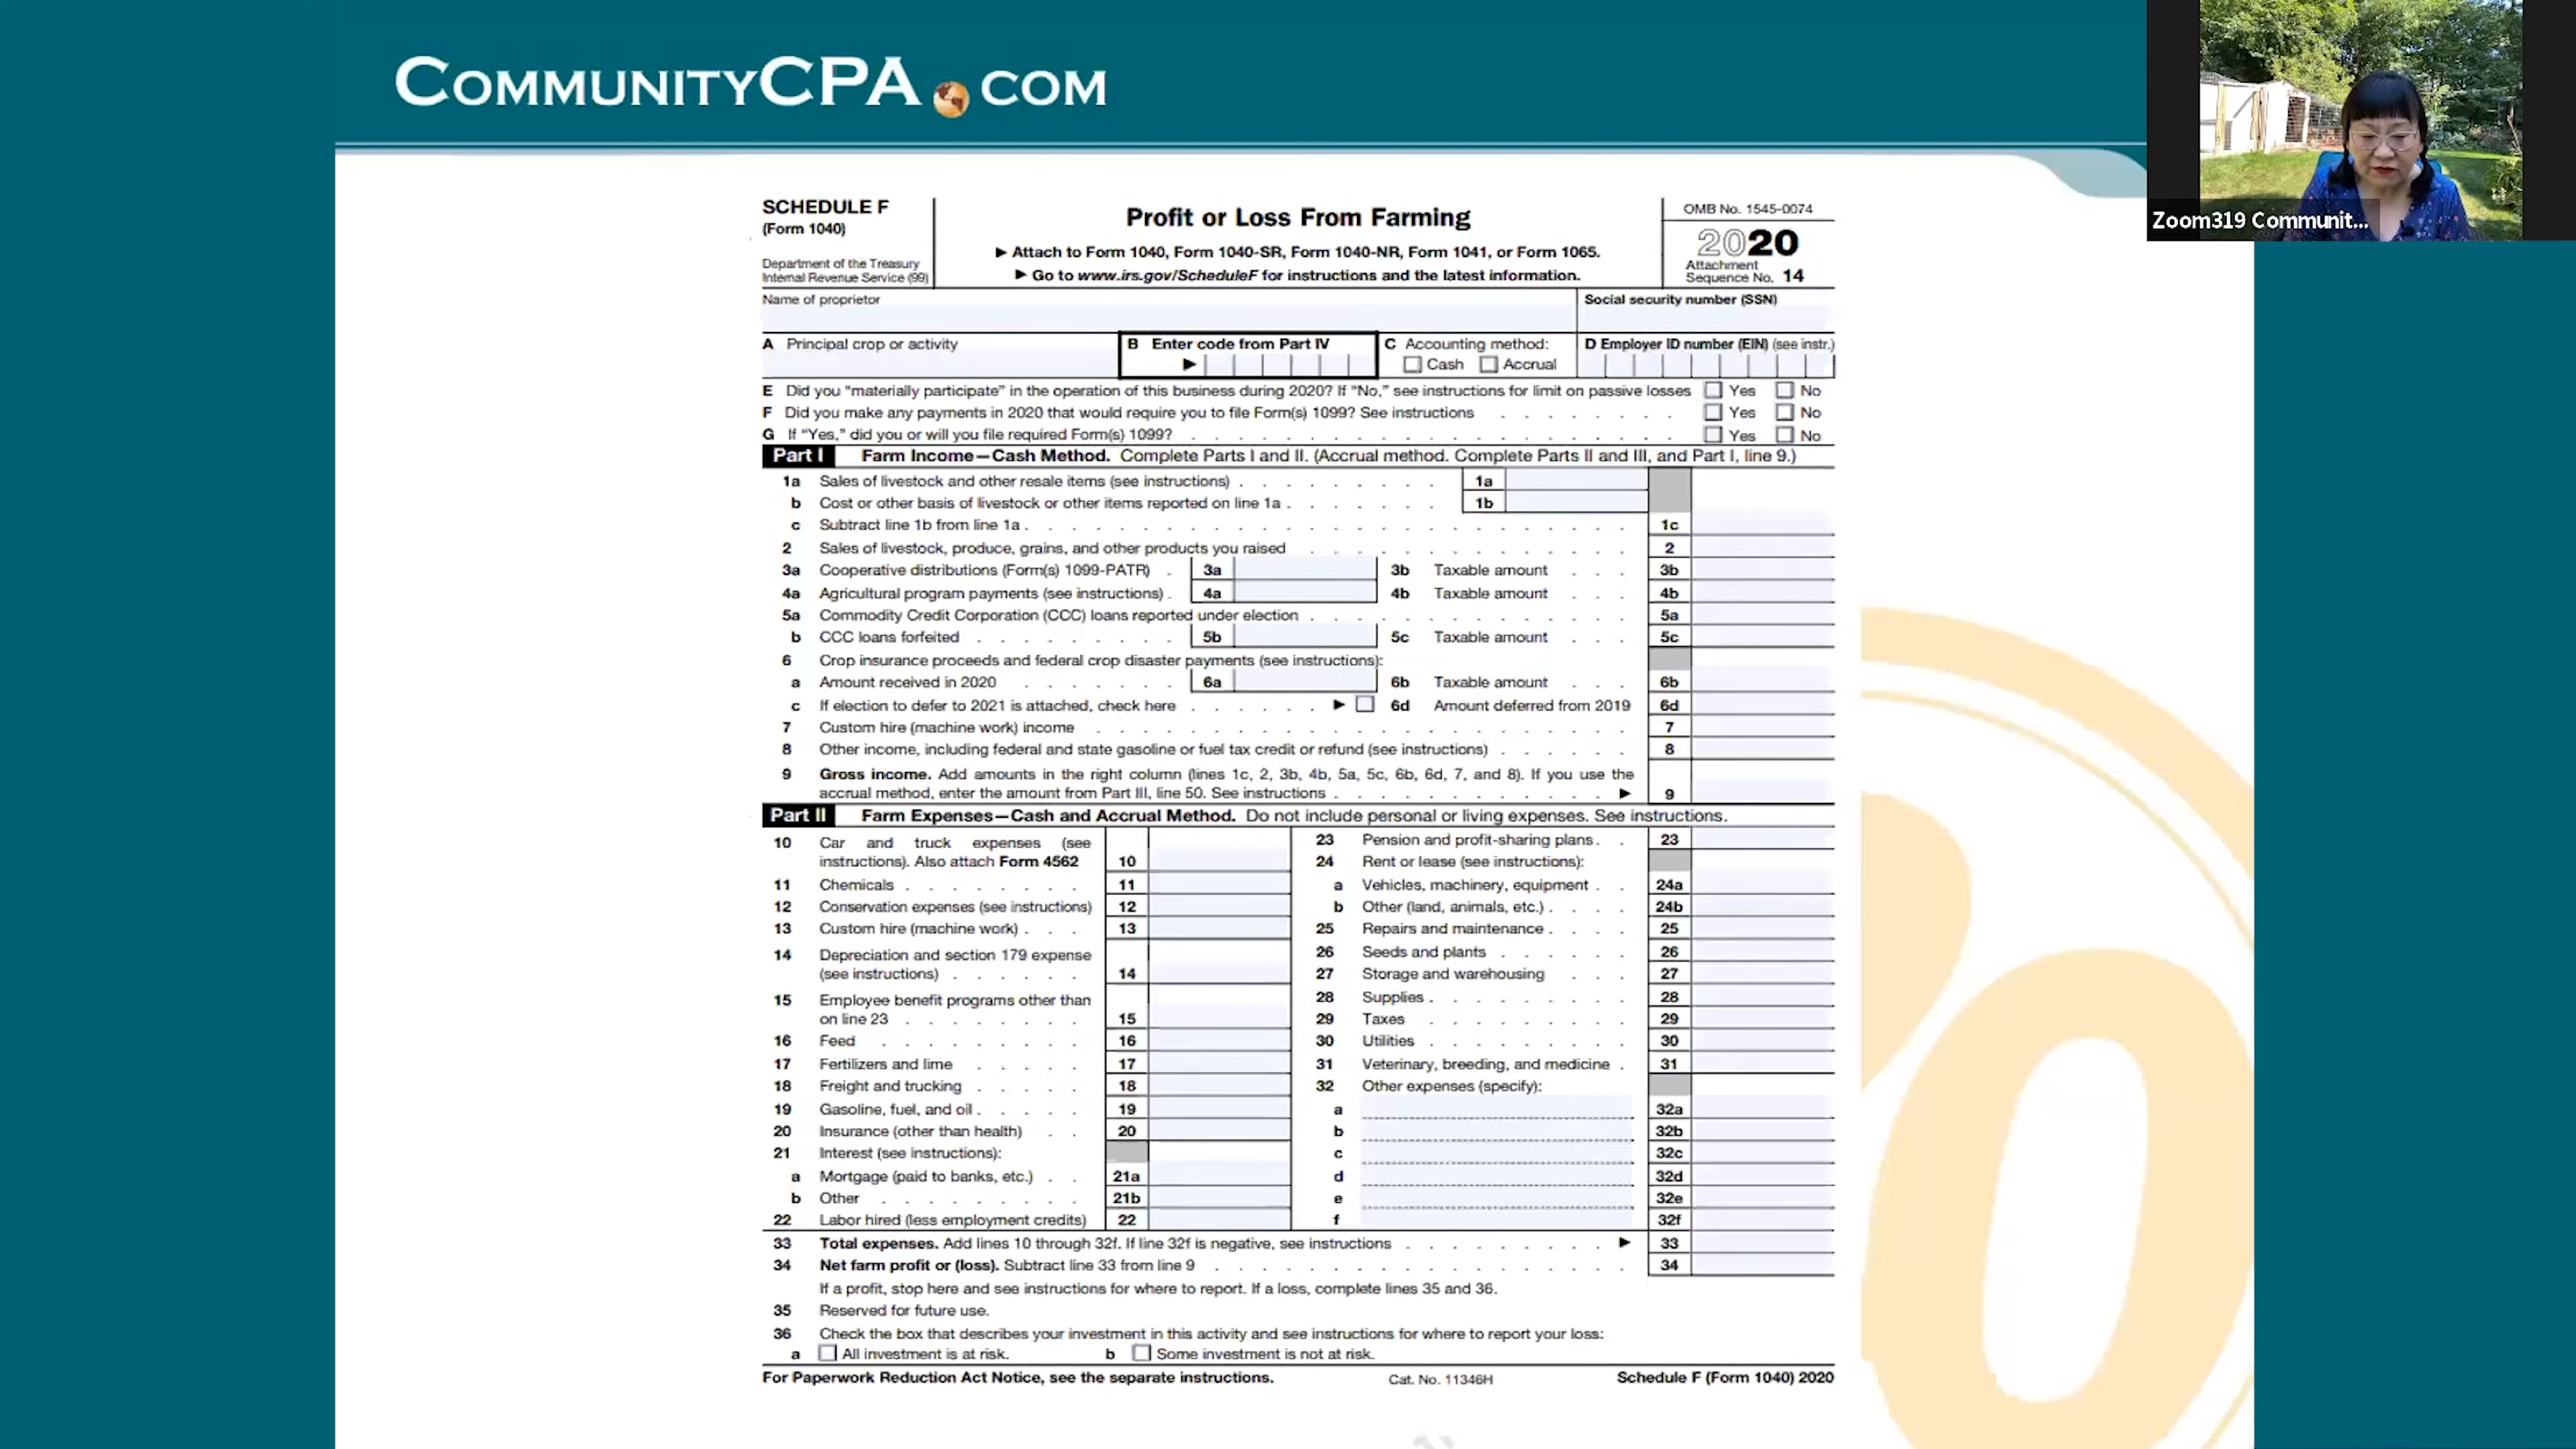 COMMUNITYCPA.COM
Zoom319 Communit...
SCHEDULE F
(Form 1040)
Department of the Treasury
Internal Revenue Service (99)
Profit or Loss From Farming
▶ Attach to Form 1040, Form 1040-SR, Form 1040-NR, Form 1041, or Form 1065.
▶ Go to www.irs.gov/ScheduleF for instructions and the latest information.
OMB No. 1545-0074
2020
Attachment
Sequence No. 14
Name of proprietor
Social security number (SSN)
A Principal crop or activity
B Enter code from Part IV
▶
C Accounting method:
Cash Accrual
D Employer ID number (EIN) (see instr.)
E Did you “materially participate” in the operation of this business during 2020? If “No,” see instructions for limit on passive losses Yes No
F Did you make any payments in 2020 that would require you to file Form(s) 1099? See instructions Yes No
G If “Yes,” did you or will you file required Form(s) 1099? Yes No
Part I Farm Income—Cash Method. Complete Parts I and II. (Accrual method. Complete Parts II and III, and Part I, line 9.)
1a Sales of livestock and other resale items (see instructions) 1a
b Cost or other basis of livestock or other items reported on line 1a 1b
c Subtract line 1b from line 1a 1c
2 Sales of livestock, produce, grains, and other products you raised 2
3a Cooperative distributions (Form(s) 1099-PATR) 3a 3b Taxable amount 3b
4a Agricultural program payments (see instructions) 4a 4b Taxable amount 4b
5a Commodity Credit Corporation (CCC) loans reported under election 5a
b CCC loans forfeited 5b 5c Taxable amount 5c
6 Crop insurance proceeds and federal crop disaster payments (see instructions):
a Amount received in 2020 6a 6b Taxable amount 6b
c If election to defer to 2021 is attached, check here ▶ 6d Amount deferred from 2019 6d
7 Custom hire (machine work) income 7
8 Other income, including federal and state gasoline or fuel tax credit or refund (see instructions) 8
9 Gross income. Add amounts in the right column (lines 1c, 2, 3b, 4b, 5a, 5c, 6b, 6d, 7, and 8). If you use the
accrual method, enter the amount from Part III, line 50. See instructions ▶ 9
Part II Farm Expenses—Cash and Accrual Method. Do not include personal or living expenses. See instructions.
10 Car and truck expenses (see
instructions). Also attach Form 4562 10
11 Chemicals 11
12 Conservation expenses (see instructions) 12
13 Custom hire (machine work) 13
14 Depreciation and section 179 expense
(see instructions) 14
15 Employee benefit programs other than
on line 23 15
16 Feed 16
17 Fertilizers and lime 17
18 Freight and trucking 18
19 Gasoline, fuel, and oil 19
20 Insurance (other than health) 20
21 Interest (see instructions):
a Mortgage (paid to banks, etc.) 21a
b Other 21b
22 Labor hired (less employment credits) 22
23 Pension and profit-sharing plans 23
24 Rent or lease (see instructions):
a Vehicles, machinery, equipment 24a
b Other (land, animals, etc.) 24b
25 Repairs and maintenance 25
26 Seeds and plants 26
27 Storage and warehousing 27
28 Supplies 28
29 Taxes 29
30 Utilities 30
31 Veterinary, breeding, and medicine 31
32 Other expenses (specify):
a 32a
b 32b
c 32c
d 32d
e 32e
f 32f
33 Total expenses. Add lines 10 through 32f. If line 32f is negative, see instructions ▶ 33
34 Net farm profit or (loss). Subtract line 33 from line 9 34
If a profit, stop here and see instructions for where to report. If a loss, complete lines 35 and 36.
35 Reserved for future use.
36 Check the box that describes your investment in this activity and see instructions for where to report your loss:
a All investment is at risk. b Some investment is not at risk.
For Paperwork Reduction Act Notice, see the separate instructions. Cat. No. 11346H Schedule F (Form 1040) 2020